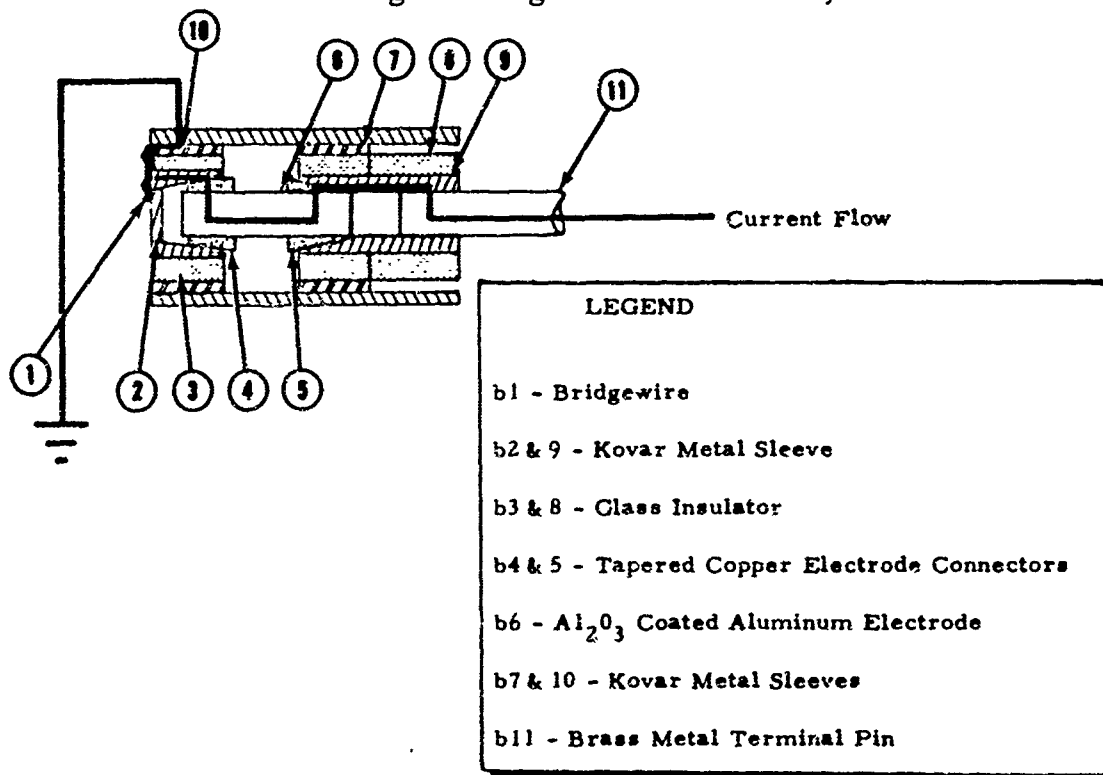 10
6
7
8
9
11
Current Flow
1
2
3
4
5
LEGEND
b1 - Bridgewire
b2 & 9 - Kovar Metal Sleeve
b3 & 8 - Glass Insulator
b4 & 5 - Tapered Copper Electrode Connectors
b6 - Al₂0₃ Coated Aluminum Electrode
b7 & 10 - Kovar Metal Sleeves
b11 - Brass Metal Terminal Pin